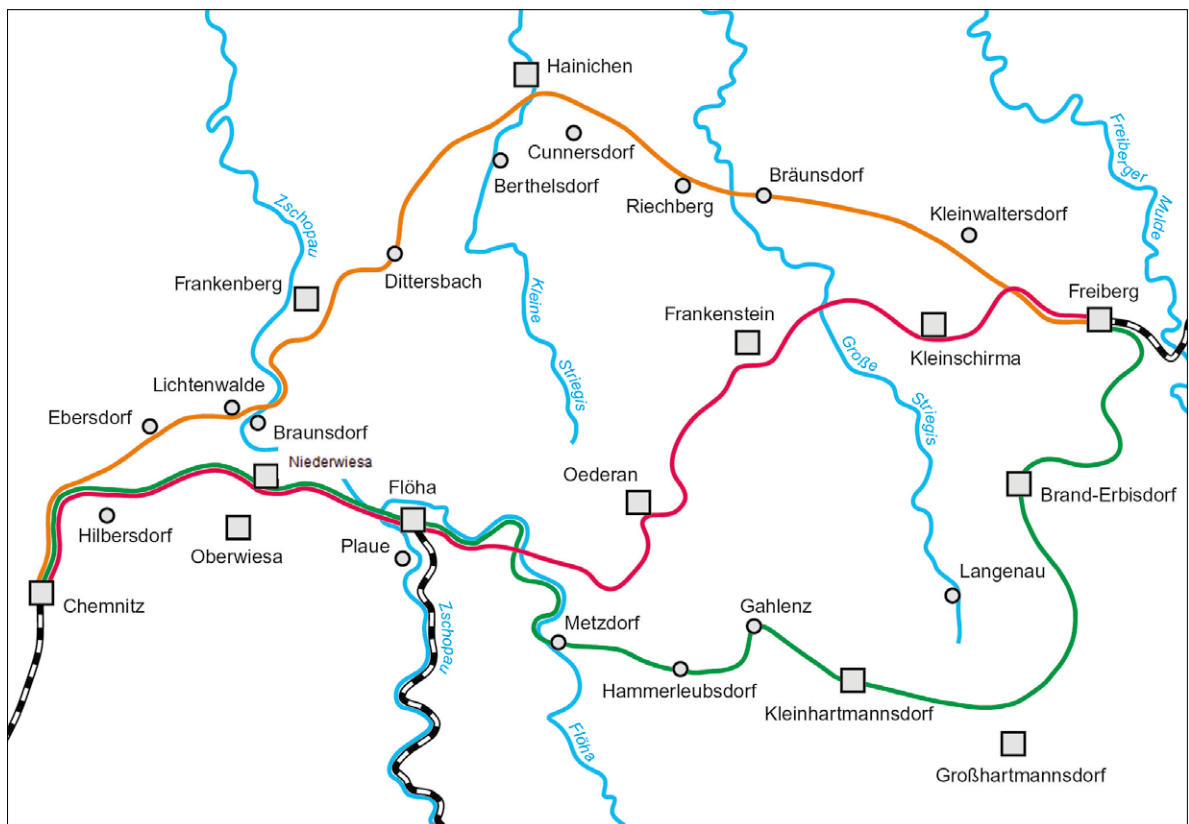 Hainichen
Cunnersdorf
Berthelsdorf
Riechberg
Bräunsdorf
Kleinwaltersdorf
Freiberger
Mulde
Zschopau
Dittersbach
Frankenberg
Kleine
Striegis
Frankenstein
Freiberg
Kleinschirma
Große
Striegis
Lichtenwalde
Ebersdorf
Braunsdorf
Niederwiesa
Flöha
Oederan
Brand-Erbisdorf
Hilbersdorf
Oberwiesa
Plaue
Chemnitz
Zschopau
Metzdorf
Gahlenz
Langenau
Hammerleubsdorf
Kleinhartmannsdorf
Flöha
Großhartmannsdorf